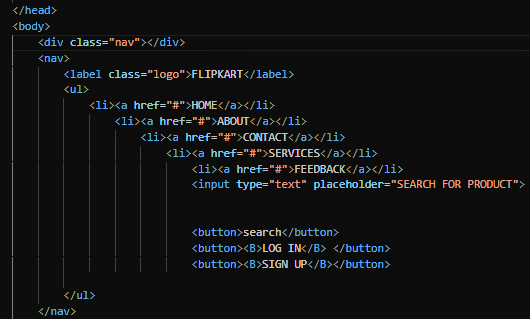 </head>
<body>
<div class="nav"></div>
<nav>
<label class="logo">FLIPKART</label>
<ul>
<li><a href="#">HOME</a></li>
<li><a href="#">ABOUT</a></li>
<li><a href="#">CONTACT</a></li>
<li><a href="#">SERVICES</a></li>
<li><a href="#">FEEDBACK</a></li>
<input type="text" placeholder="SEARCH FOR PRODUCT">
<button>search</button>
<button><B>LOG IN</B> </button>
<button><B>SIGN UP</B></button>
</ul>
</nav>